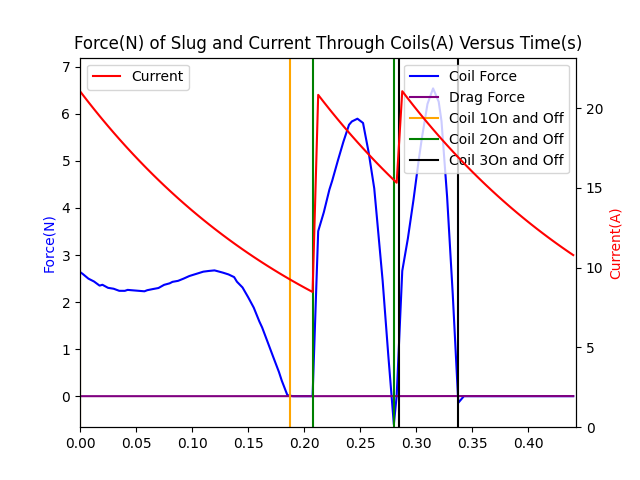 Force(N) of Slug and Current Through Coils(A) Versus Time(s)
Current
Coil Force
Drag Force
Coil 1On and Off
Coil 2On and Off
Coil 3On and Off
Force(N)
7
6
5
4
3
2
1
0
Current(A)
20
15
10
5
0
0.00 0.05 0.10 0.15 0.20 0.25 0.30 0.35 0.40